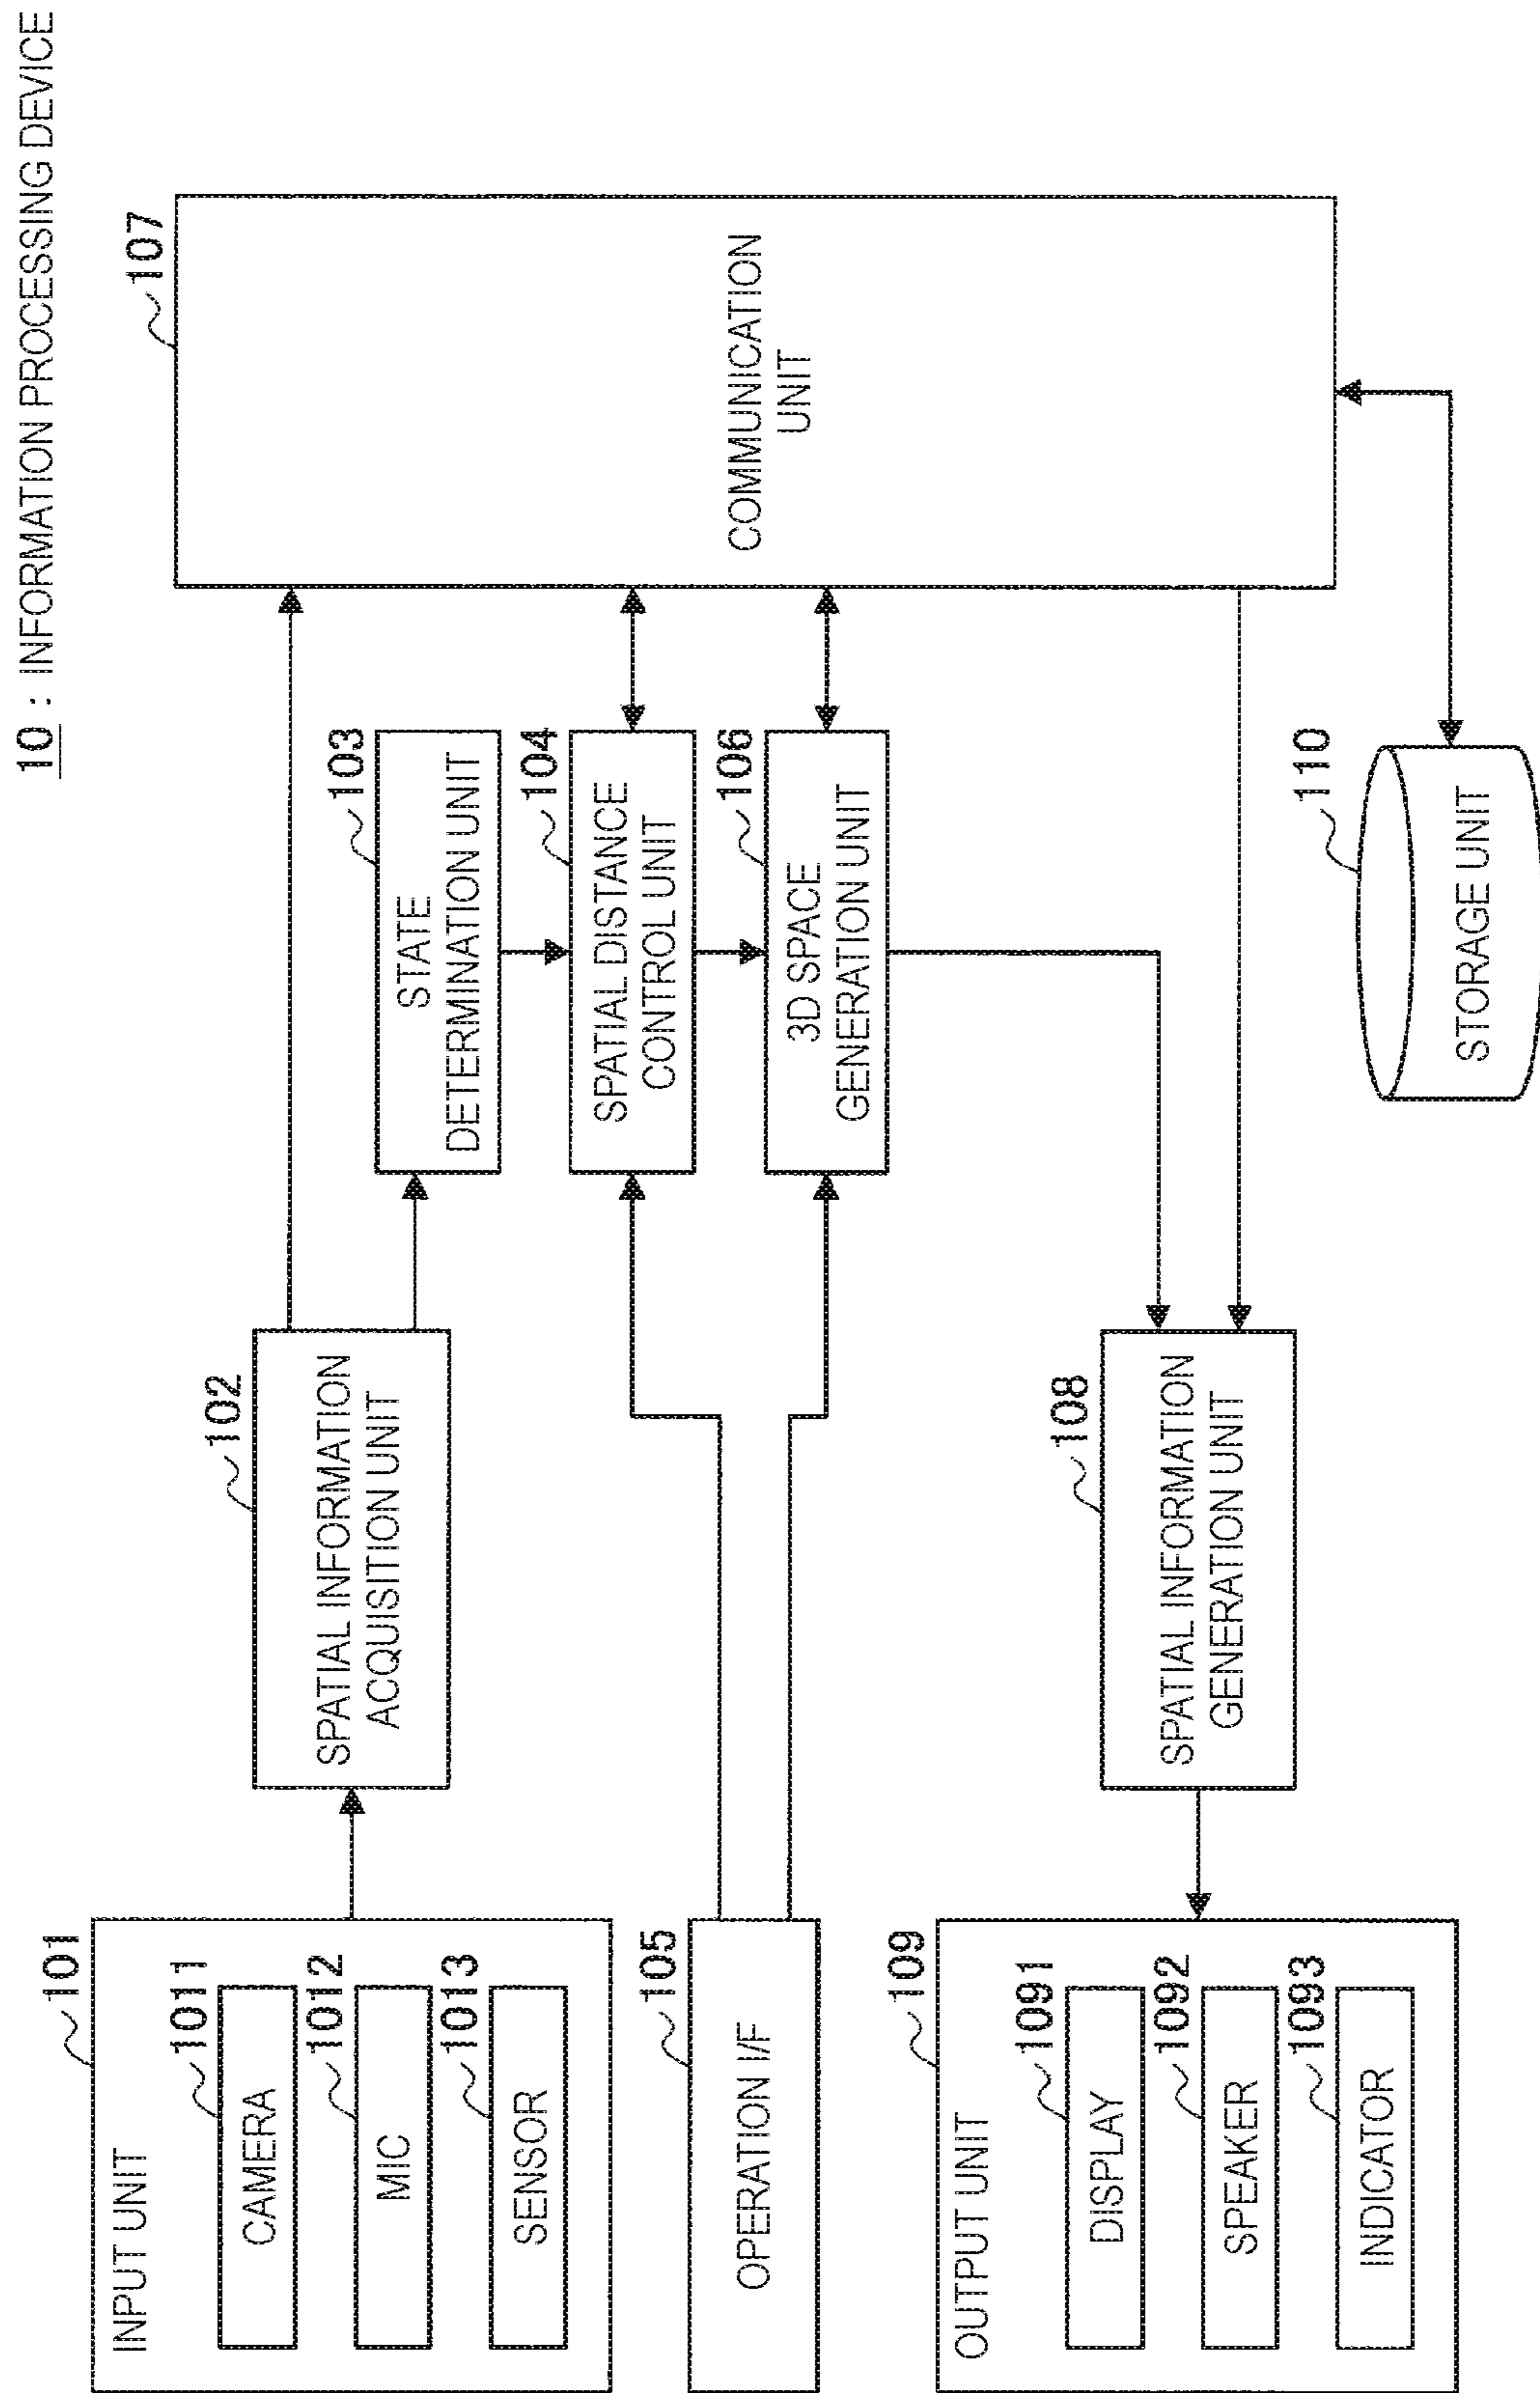 10 : INFORMATION PROCESSING DEVICE
101
INPUT UNIT
1011
CAMERA
1012
MIC
1013
SENSOR
102
SPATIAL INFORMATION
ACQUISITION UNIT
103
STATE
DETERMINATION UNIT
104
SPATIAL DISTANCE
CONTROL UNIT
105
OPERATION I/F
106
3D SPACE
GENERATION UNIT
107
COMMUNICATION
UNIT
108
SPATIAL INFORMATION
GENERATION UNIT
109
OUTPUT UNIT
1091
DISPLAY
1092
SPEAKER
1093
INDICATOR
110
STORAGE UNIT